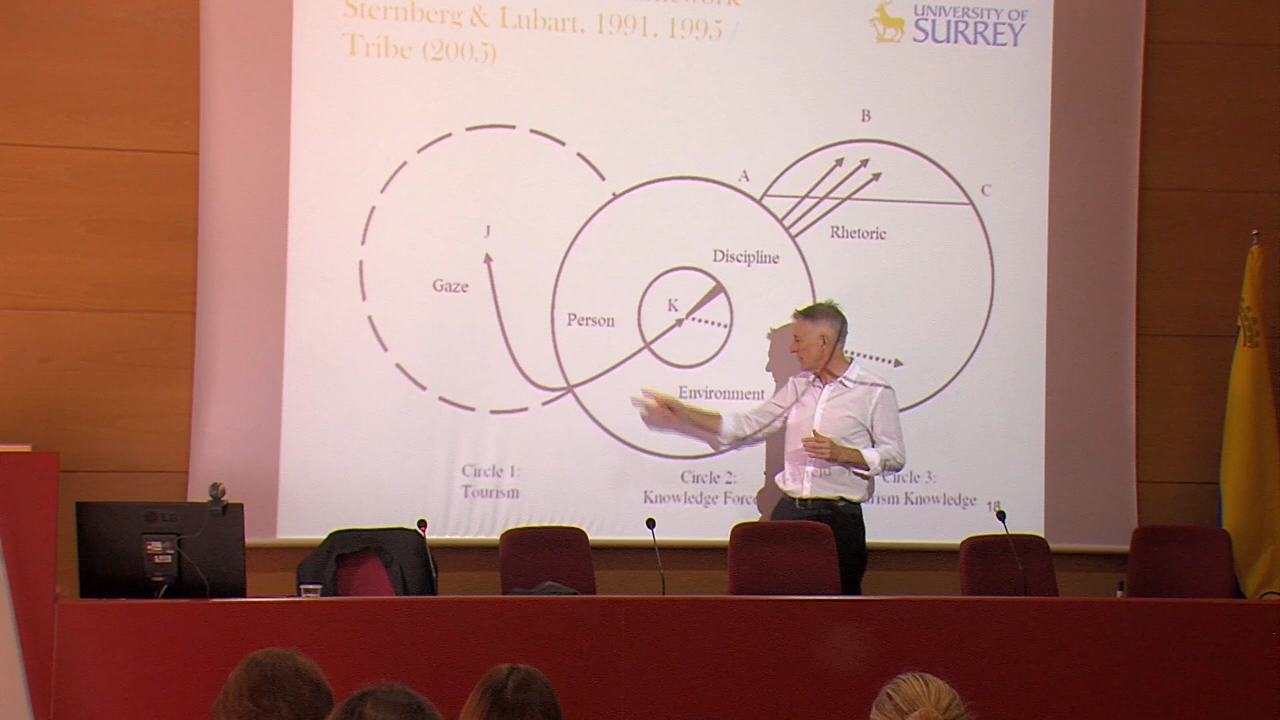 Sternberg & Lubart, 1991, 1995 /
Tribe (2005)
UNIVERSITY OF
SURREY
B
A
C
J
Rhetoric
Discipline
Gaze
K
Person
Environment
Circle 1:
Tourism
Circle 2:
Knowledge Force
Circle 3:
Knowledge
18
LG